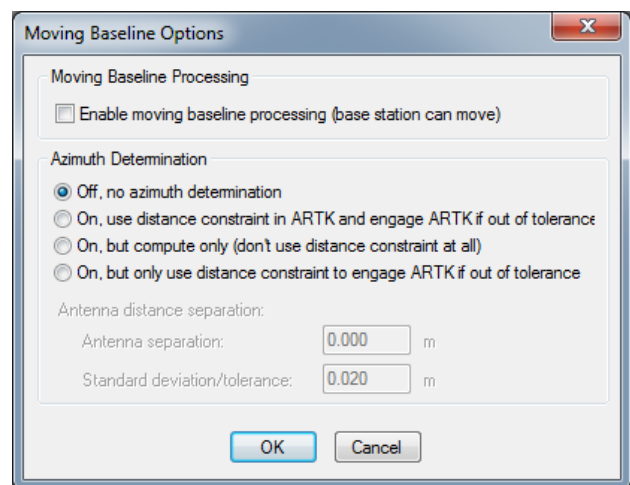 Moving Baseline Options
Moving Baseline Processing
Enable moving baseline processing (base station can move)
Azimuth Determination
Off, no azimuth determination
On, use distance constraint in ARTK and engage ARTK if out of tolerance
On, but compute only (don't use distance constraint at all)
On, but only use distance constraint to engage ARTK if out of tolerance
Antenna distance separation:
Antenna separation: 0.000 m
Standard deviation/tolerance: 0.020 m
OK Cancel